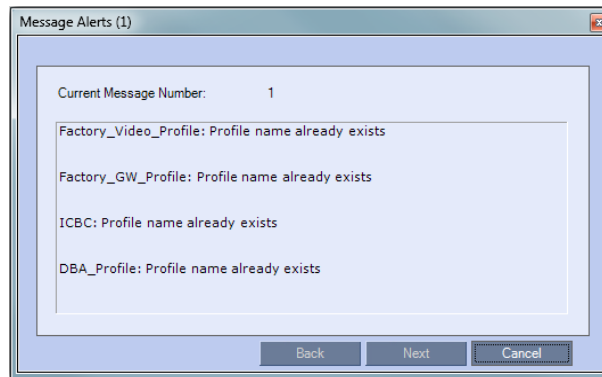 Message Alerts (1)
Current Message Number: 1
Factory_Video_Profile: Profile name already exists
Factory_GW_Profile: Profile name already exists
ICBC: Profile name already exists
DBA_Profile: Profile name already exists
Back Next Cancel